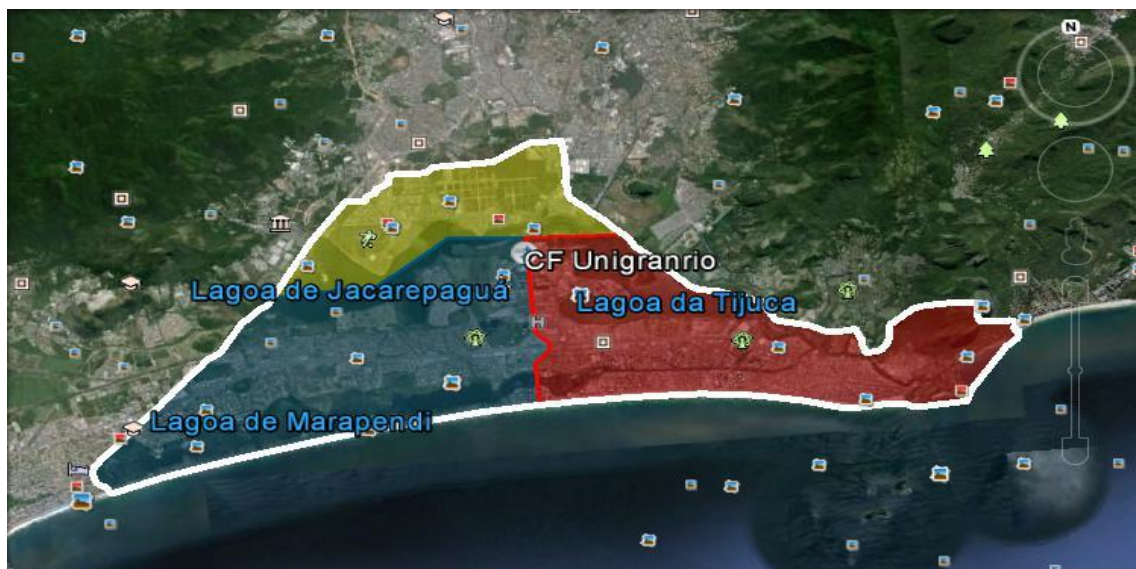 N
CF Unigranrio
Lagoa de Jacarepaguá
Lagoa da Tijuca
H
Lagoa de Marapendi